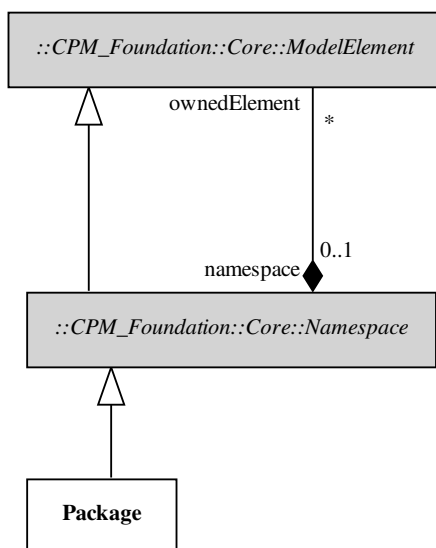 ::CPM_Foundation::Core::ModelElement
ownedElement
*
0..1
namespace
::CPM_Foundation::Core::Namespace
Package